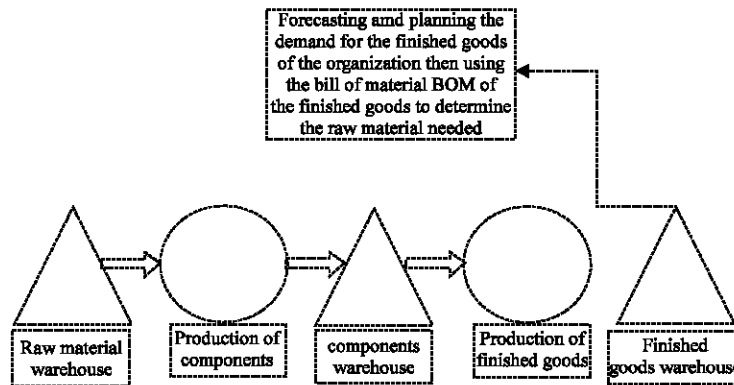 Forecasting amd planning the
demand for the finished goods
of the organization then using
the bill of material BOM of
the finished goods to determine
the raw material needed
Raw material
warehouse
Production of
components
components
warehouse
Production of
finished goods
Finished
goods warehouse